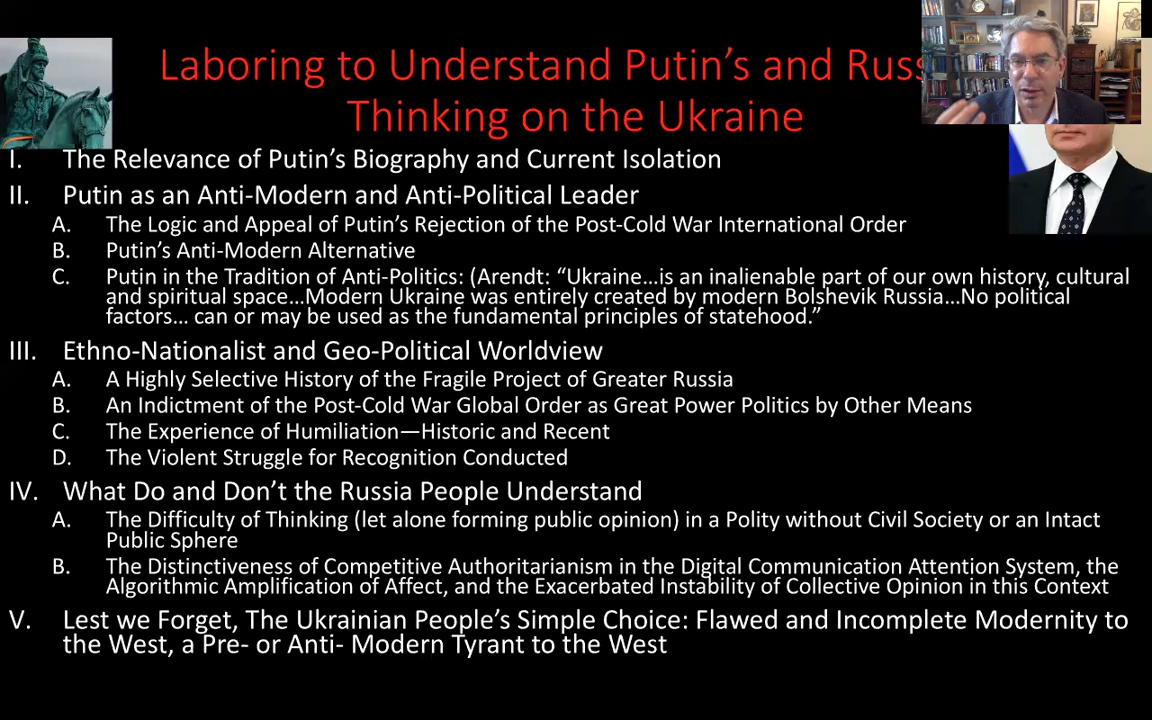 Laboring to Understand Putin’s and Russ
Thinking on the Ukraine
I. The Relevance of Putin’s Biography and Current Isolation
II. Putin as an Anti-Modern and Anti-Political Leader
A. The Logic and Appeal of Putin’s Rejection of the Post-Cold War International Order
B. Putin’s Anti-Modern Alternative
C. Putin in the Tradition of Anti-Politics: (Arendt: “Ukraine…is an inalienable part of our own history, cultural
and spiritual space…Modern Ukraine was entirely created by modern Bolshevik Russia…No political
factors… can or may be used as the fundamental principles of statehood.”
III. Ethno-Nationalist and Geo-Political Worldview
A. A Highly Selective History of the Fragile Project of Greater Russia
B. An Indictment of the Post-Cold War Global Order as Great Power Politics by Other Means
C. The Experience of Humiliation—Historic and Recent
D. The Violent Struggle for Recognition Conducted
IV. What Do and Don’t the Russia People Understand
A. The Difficulty of Thinking (let alone forming public opinion) in a Polity without Civil Society or an Intact
Public Sphere
B. The Distinctiveness of Competitive Authoritarianism in the Digital Communication Attention System, the
Algorithmic Amplification of Affect, and the Exacerbated Instability of Collective Opinion in this Context
V. Lest we Forget, The Ukrainian People’s Simple Choice: Flawed and Incomplete Modernity to
the West, a Pre- or Anti- Modern Tyrant to the West